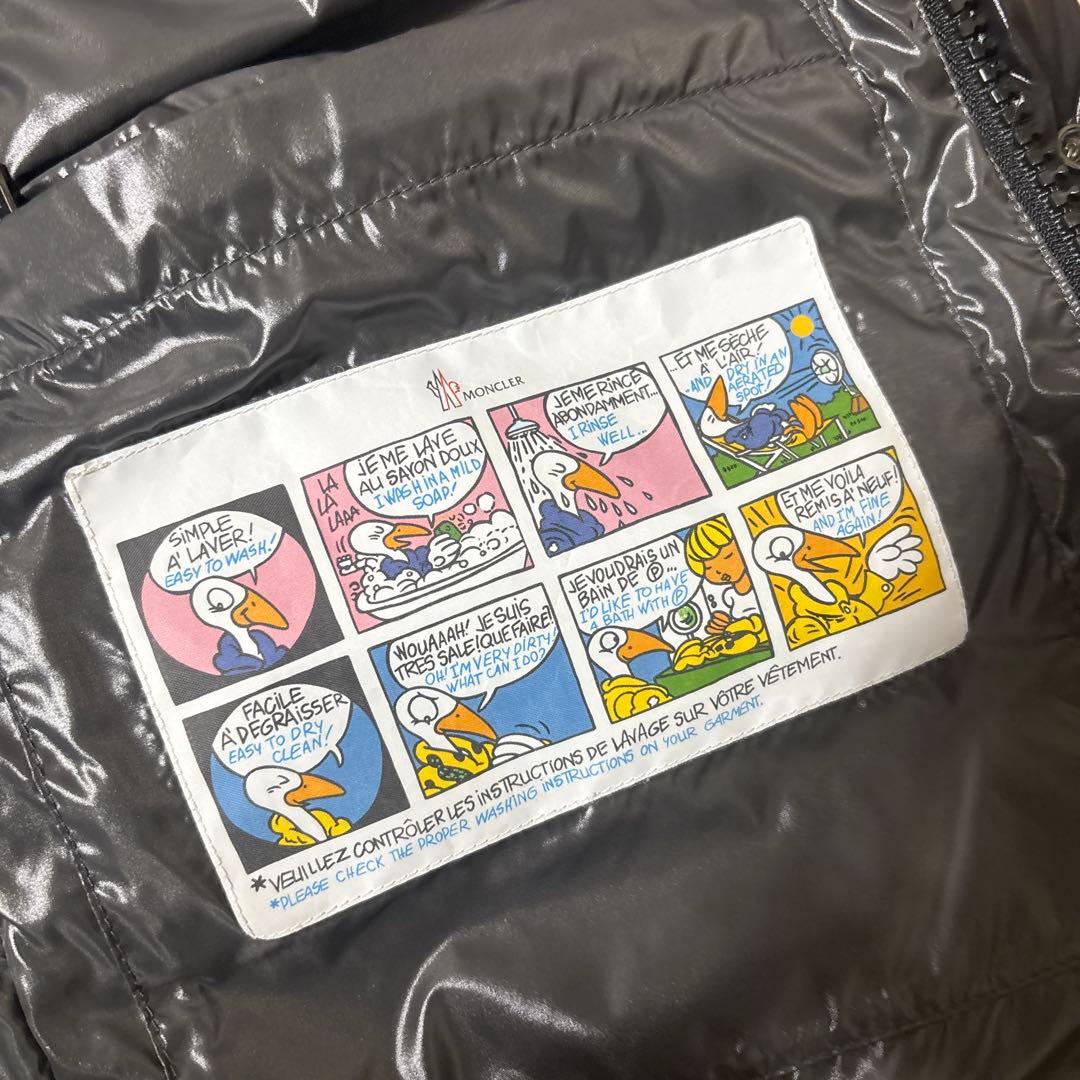 MONCLER
SIMPLE
A' LAVER!
EASY TO WASH!
LA
LA
LAAA
JE ME LAVE
AU SAVON DOUX
I WASH IN A MILD
SOAP!
JE ME RINCE
ABONDAMMENT...
I RINSE
WELL...
...ET ME SÈCHE
A' L'AIR!
...AND DRY IN AN
AERATED
SPOT!
FACILE
A' DEGRAISSER
EASY TO DRY
CLEAN!
WOUAAAH! JE SUIS
TRES SALE! QUE FAIRE?
OH! I'M VERY DIRTY!
WHAT CAN I DO?
JE VOUDRAIS UN
BAIN DE Ⓟ...
I'D LIKE TO HAVE
A BATH WITH Ⓟ
ET ME VOILA
REMIS A' NEUF!
AND I'M FINE
AGAIN!
*VEUILLEZ CONTRÔLER LES INSTRUCTIONS DE LAVAGE SUR VÔTRE VÊTEMENT.
*PLEASE CHECK THE PROPER WASHING INSTRUCTIONS ON YOUR GARMENT.